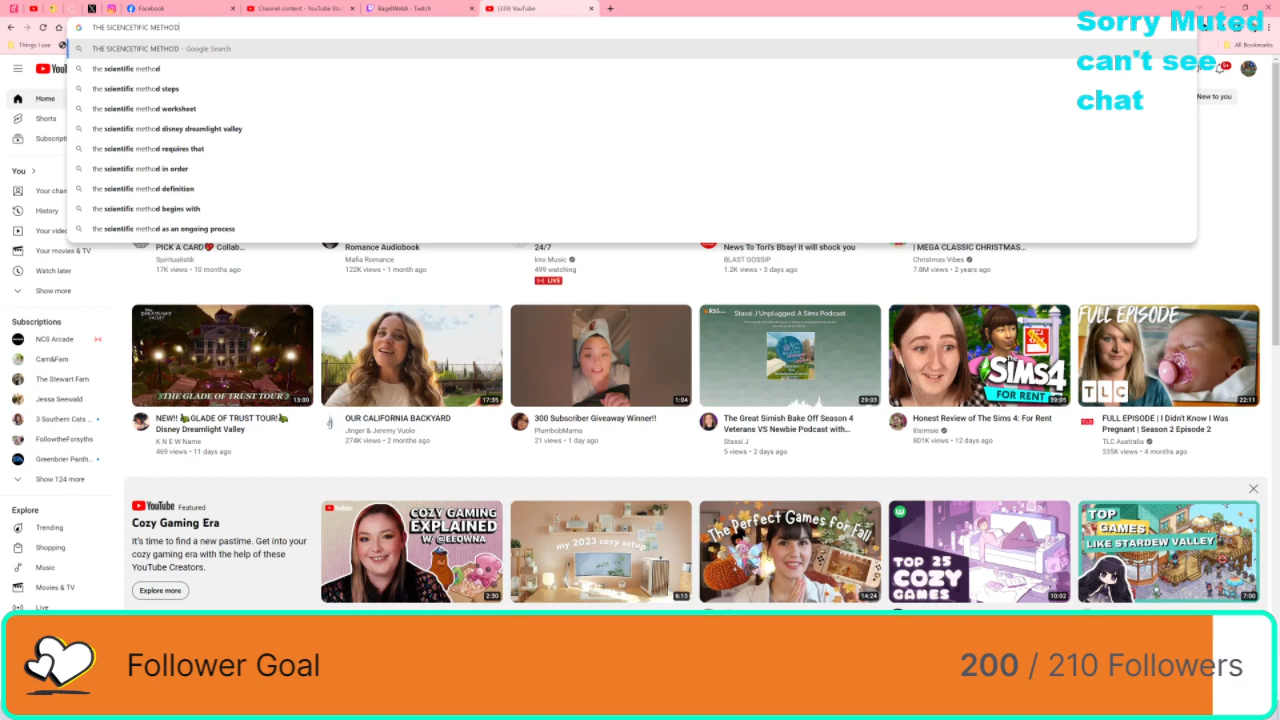 Facebook
Channel content - YouTube Stu
BagelWelsh - Twitch
(339) YouTube
THE SICENCETIFIC METHOD
THE SICENCETIFIC METHOD - Google Search
the scientific method
the scientific method steps
the scientific method worksheet
the scientific method disney dreamlight valley
the scientific method requires that
the scientific method in order
the scientific method definition
the scientific method begins with
the scientific method as an ongoing process
Sorry Muted
can't see
chat
Things I use
All Bookmarks
9+
New to you
Home
Shorts
Subscripti
You
Your chan
History
Your vide
Your movies & TV
Watch later
Show more
PICK A CARD Collab...
Spiritualistik
17K views • 10 months ago
Romance Audiobook
Mafia Romance
122K views • 1 month ago
24/7
kno Music
499 watching
LIVE
News To Tori's Bbay! it will shock you
BLAST GOSSIP
1.2K views • 3 days ago
| MEGA CLASSIC CHRISTMAS...
Christmas Vibes
7.8M views • 2 years ago
Subscriptions
NCS Arcade
Cam&Fam
The Stewart Fam
Jessa Seewald
3 Southern Cats ...
FollowtheForsyths
Greenbrier Panth...
Show 124 more
DREAMLIGHT VALLEY
THE GLADE OF TRUST TOUR!
13:00
NEW!! THE GLADE OF TRUST TOUR!
Disney Dreamlight Valley
K N E W Name
469 views • 11 days ago
17:35
OUR CALIFORNIA BACKYARD
Jinger & Jeremy Vuolo
274K views • 2 months ago
1:04
300 Subscriber Giveaway Winner!!
PlumbobMama
21 views • 1 day ago
RSS
Stassi J Unplugged: A Sims Podcast
29:03
The Great Simish Bake Off Season 4
Veterans VS Newbie Podcast with...
Stassi J
5 views • 2 days ago
THE SIMS 4
FOR RENT
39:05
Honest Review of The Sims 4: For Rent
lilsimsie
801K views • 12 days ago
FULL EPISODE
TLC
22:11
FULL EPISODE | I Didn't Know I Was
Pregnant | Season 2 Episode 2
TLC Australia
335K views • 4 months ago
Explore
Trending
Shopping
Music
Movies & TV
Live
YouTube Featured
Cozy Gaming Era
It's time to find a new pastime. Get into your
cozy gaming era with the help of these
YouTube Creators.
Explore more
YouTube
COZY GAMING
EXPLAINED
W/ @EEOWNA
2:30
my 2023 cozy setup
6:13
The Perfect Games for Fall
14:24
TOP 25
COZY
GAMES
10:02
TOP
GAMES
LIKE STARDEW VALLEY
7:00
Follower Goal
200 / 210 Followers